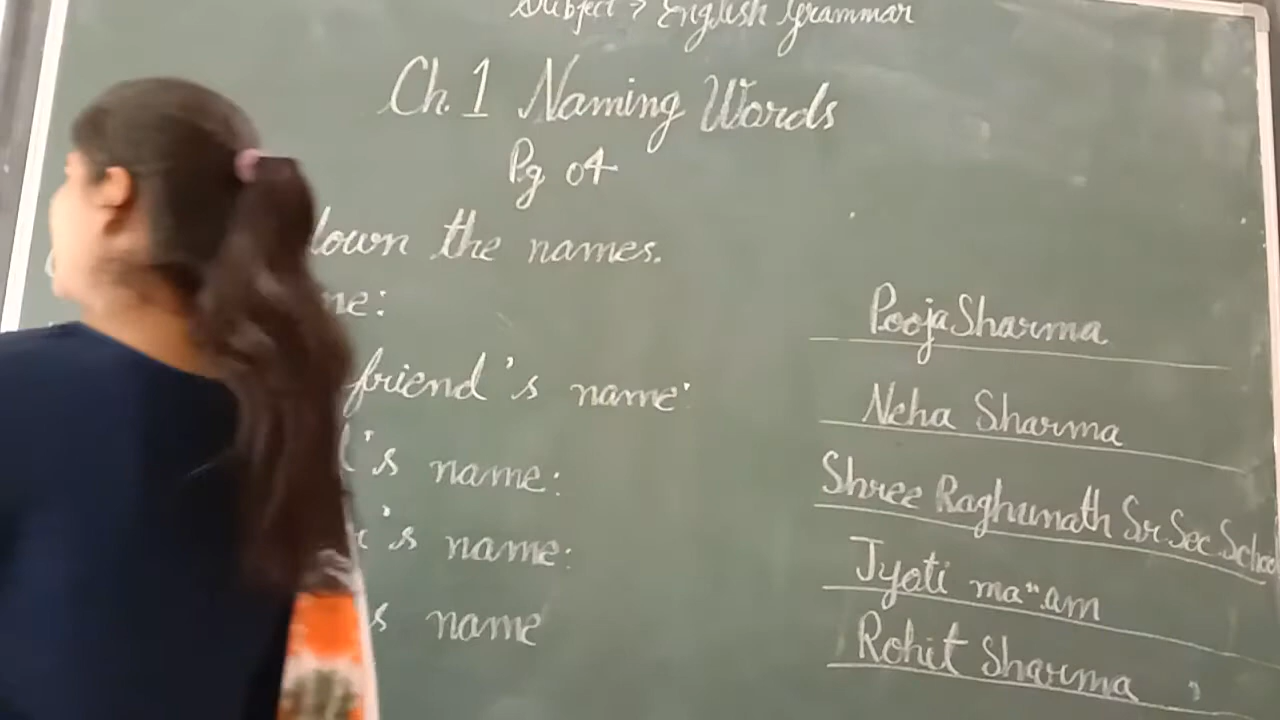 Subject > English Grammar
Ch. 1 Naming Words
Pg 04
down the names.
me:
Pooja Sharma
friend's name:
Neha Sharma
l's name:
Shree Raghunath Sr Sec School
r's name:
Jyoti ma"am
s name
Rohit Sharma